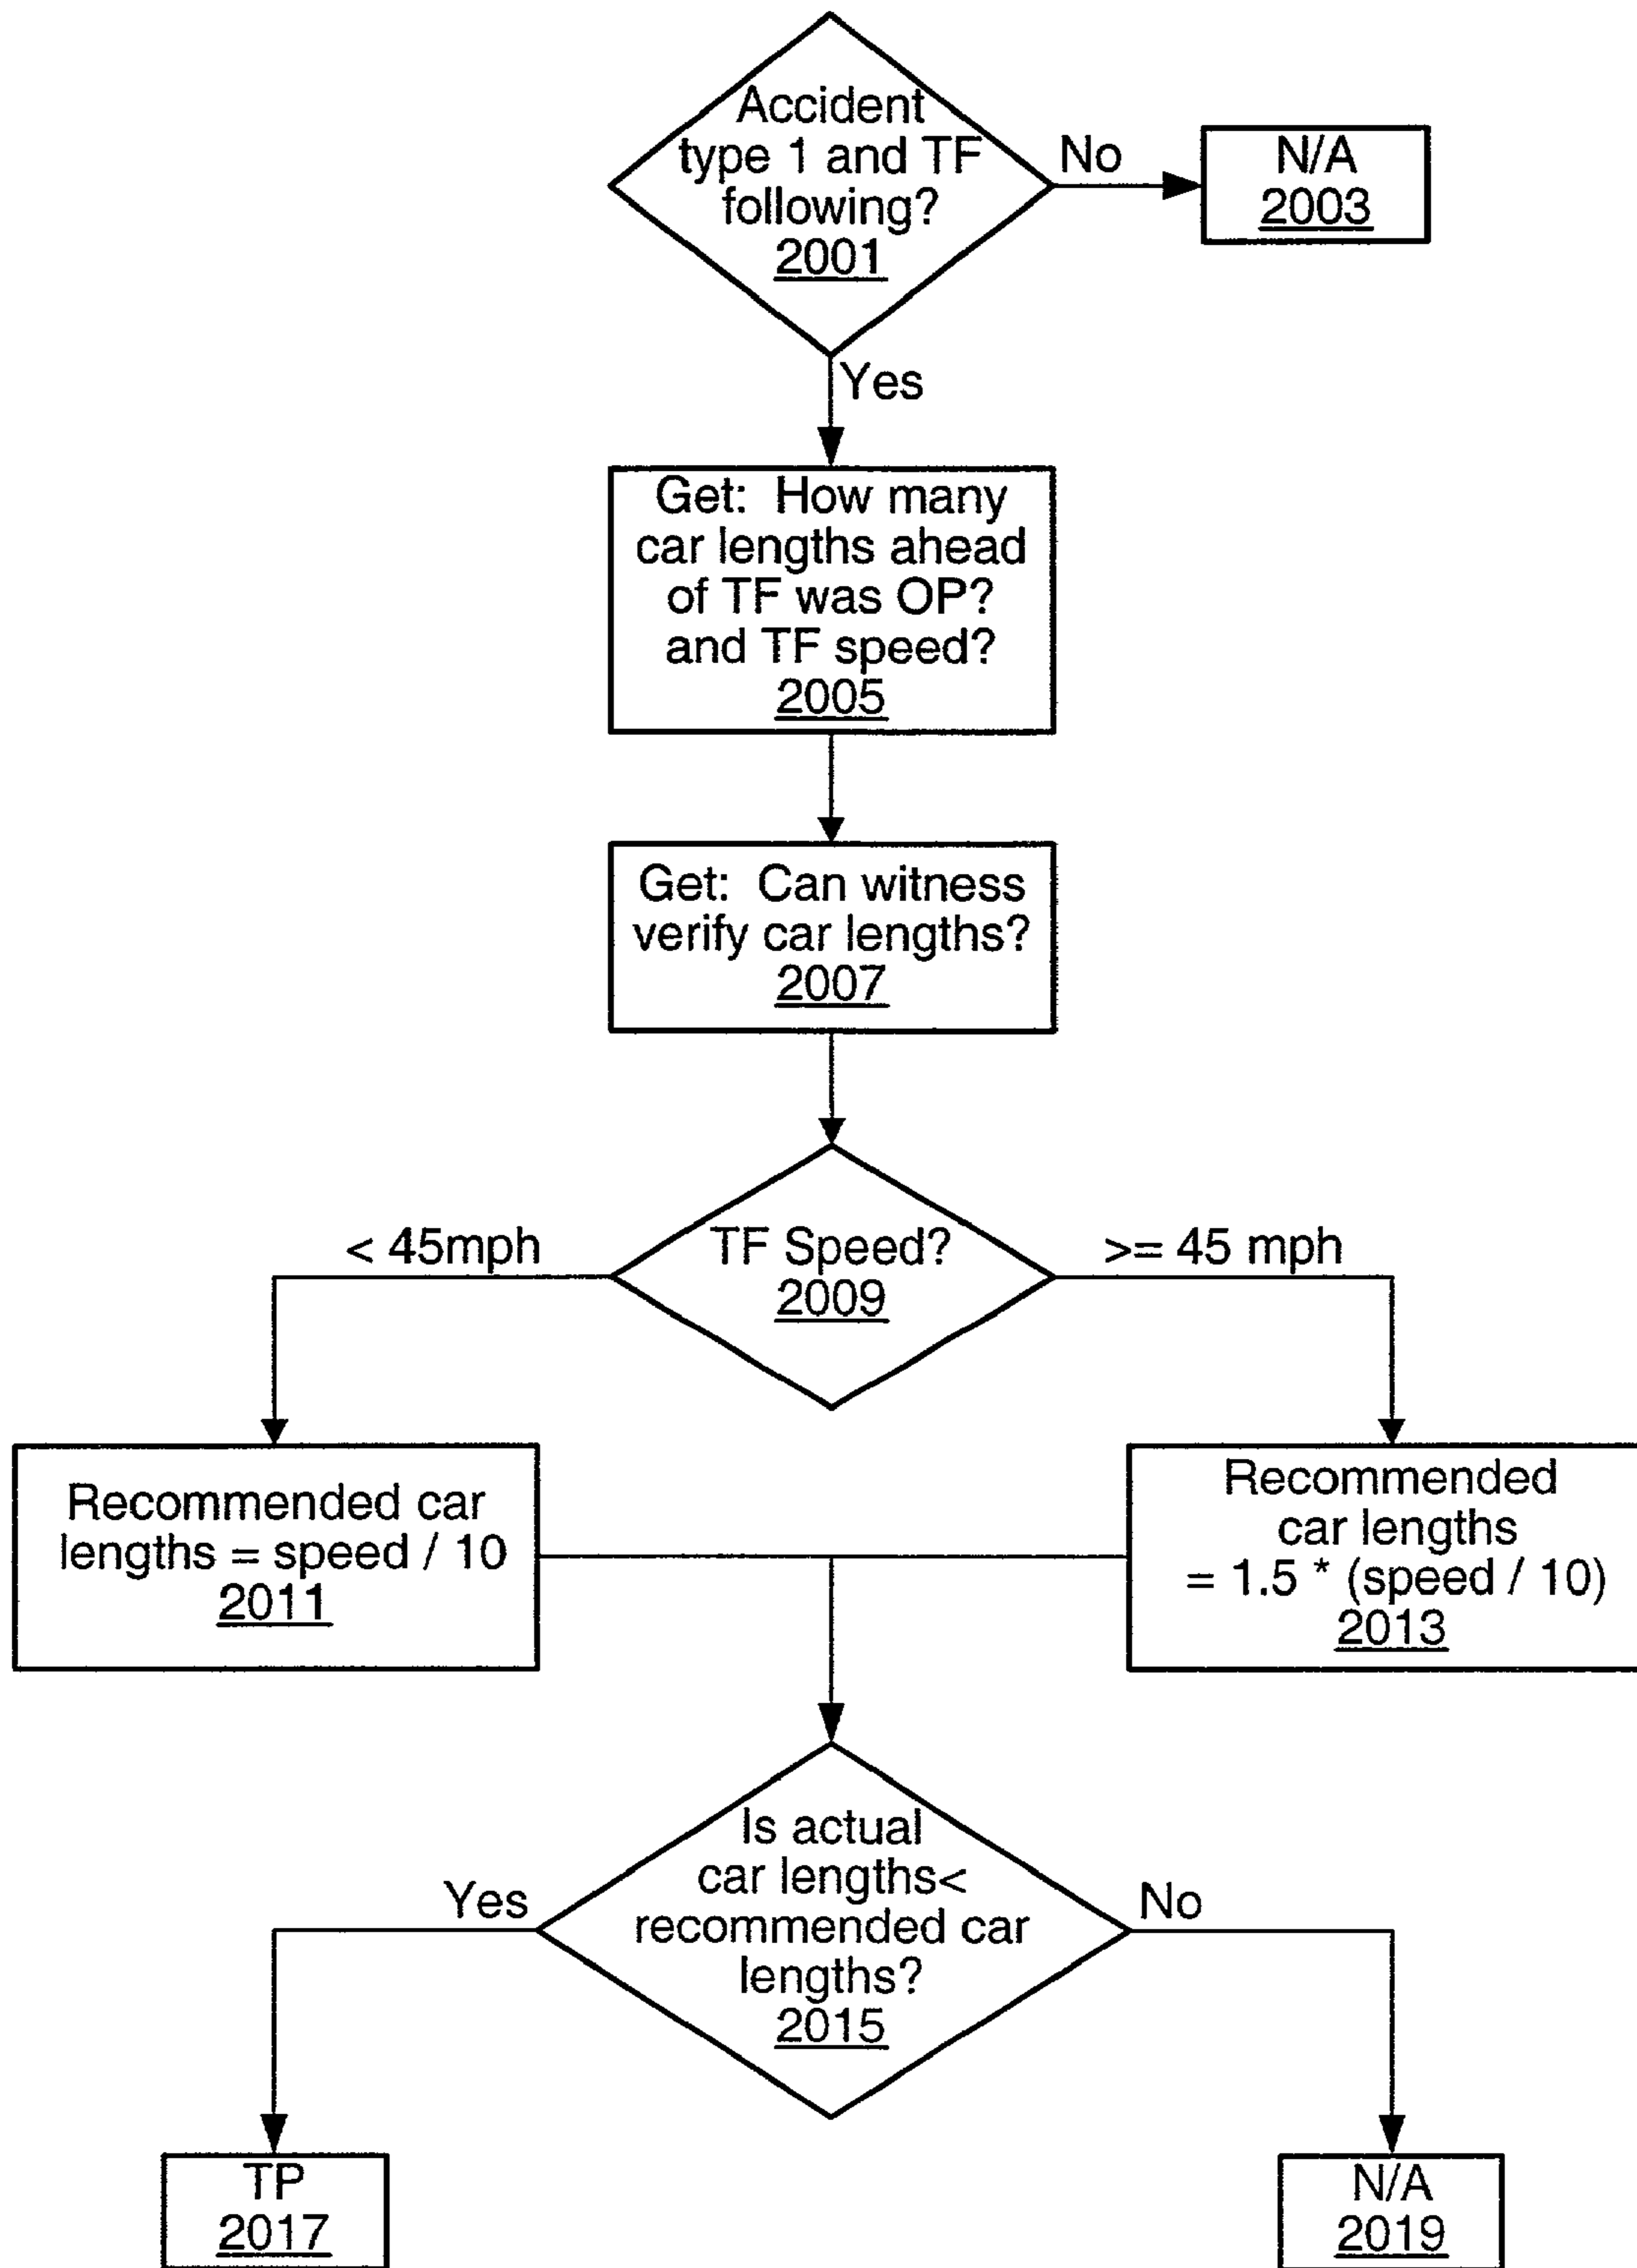 Accident
type 1 and TF
following?
2001
No
N/A
2003
Yes
Get: How many
car lengths ahead
of TF was OP?
and TF speed?
2005
Get: Can witness
verify car lengths?
2007
< 45mph
TF Speed?
2009
>= 45 mph
Recommended car
lengths = speed / 10
2011
Recommended
car lengths
= 1.5 * (speed / 10)
2013
Is actual
car lengths<
recommended car
lengths?
2015
Yes
No
TP
2017
N/A
2019